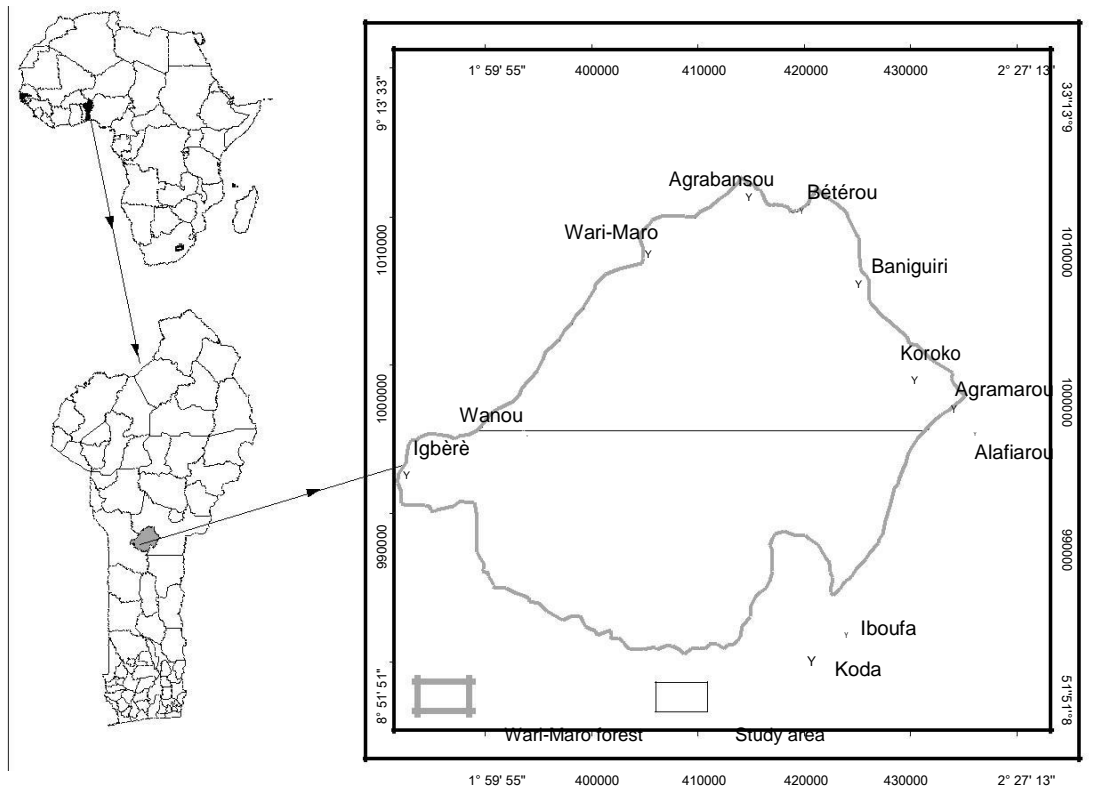 1° 59 '55" 400000 410000 420000 430000 2° 27' 13"
9° 13'33'
33"13'9
Agrabansou
Bétérou
Wari-Maro
1010000
1010000
Baniguiri
Koroko
Agramarou
1000000
1000000
Wanou
Igbèrè
Alafiarou
990000
990000
Iboufa
Koda
8° 51' 51"
51"51'8
Wari-Maro forest Study area
1° 59 '55" 400000 410000 420000 430000 2° 27' 13"